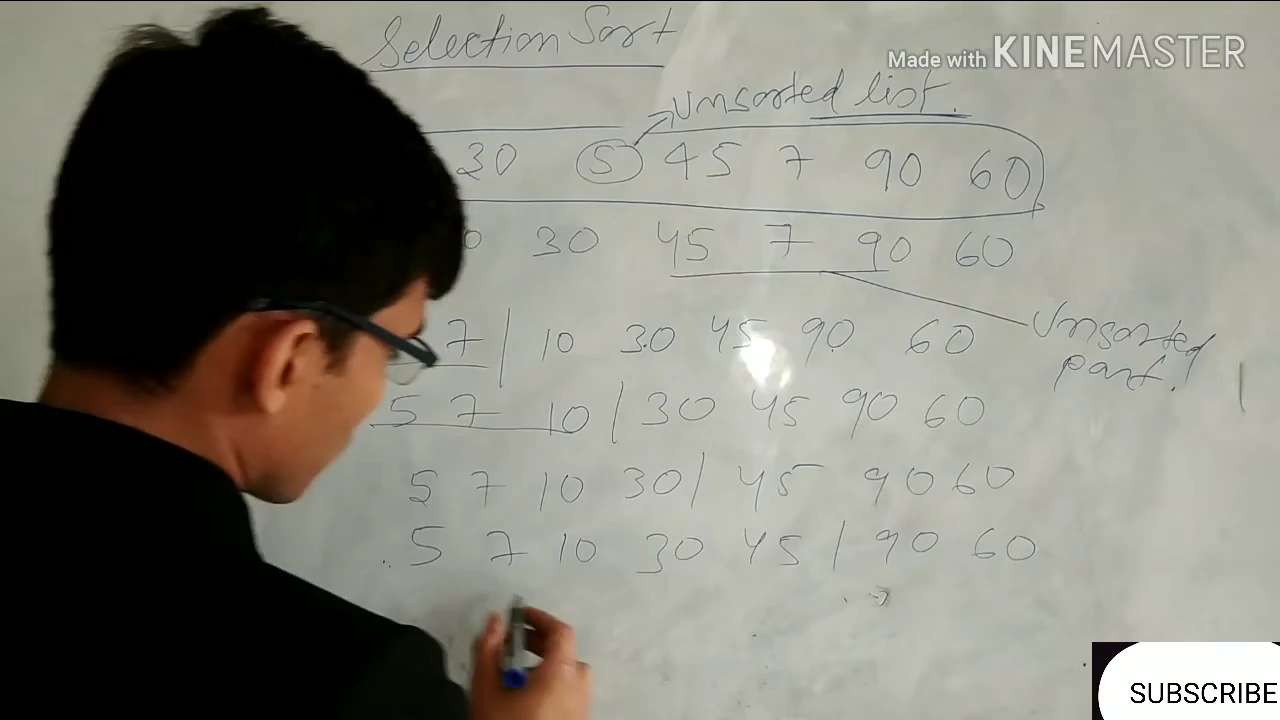 Selection Sort
Made with KINEMASTER
Unsorted list.
30 5 45 7 90 60
0 30 45 7 90 60
7 | 10 30 45 90 60
Unsorted
part.
5 7 10 | 30 45 90 60
5 7 10 30 | 45 90 60
5 7 10 30 45 | 90 60
SUBSCRIBE